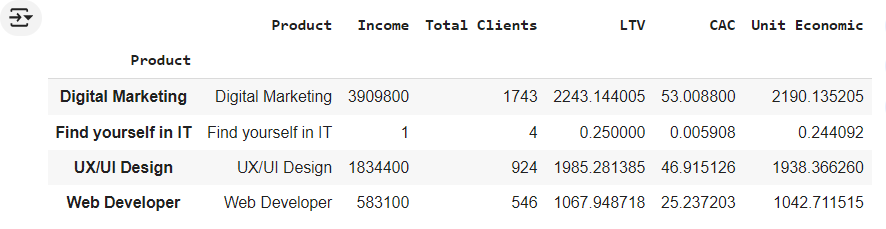 Product Income Total Clients LTV CAC Unit Economic
Product
Digital Marketing Digital Marketing 3909800 1743 2243.144005 53.008800 2190.135205
Find yourself in IT Find yourself in IT 1 4 0.250000 0.005908 0.244092
UX/UI Design UX/UI Design 1834400 924 1985.281385 46.915126 1938.366260
Web Developer Web Developer 583100 546 1067.948718 25.237203 1042.711515